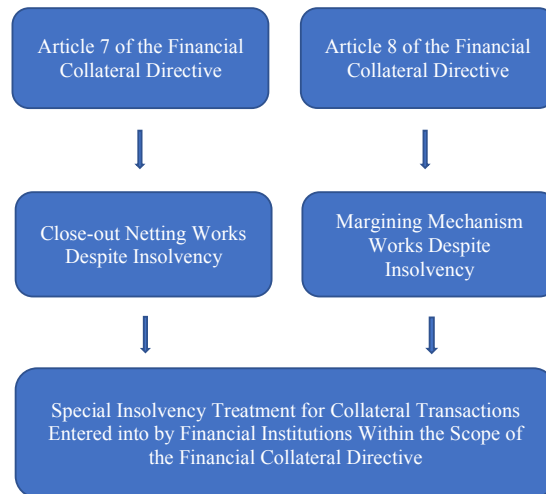 Article 7 of the Financial
Collateral Directive
Article 8 of the Financial
Collateral Directive
Close-out Netting Works
Despite Insolvency
Margining Mechanism
Works Despite
Insolvency
Special Insolvency Treatment for Collateral Transactions
Entered into by Financial Institutions Within the Scope of
the Financial Collateral Directive